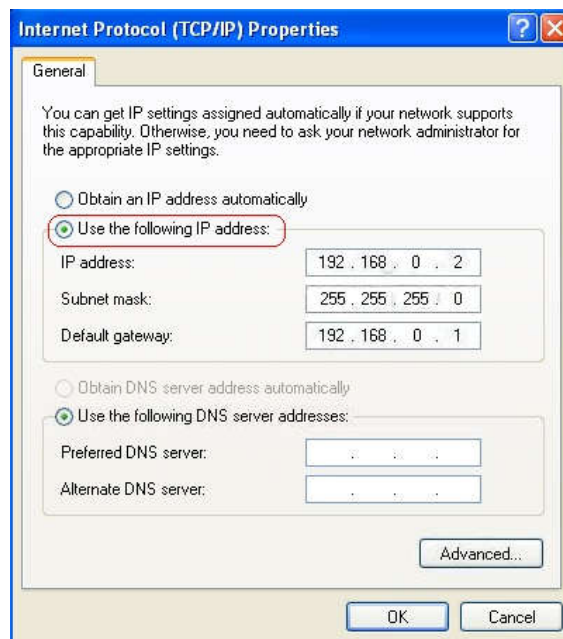 Internet Protocol (TCP/IP) Properties
General
You can get IP settings assigned automatically if your network supports
this capability. Otherwise, you need to ask your network administrator for
the appropriate IP settings.
Obtain an IP address automatically
Use the following IP address:
IP address: 192 . 168 . 0 . 2
Subnet mask: 255 . 255 . 255 . 0
Default gateway: 192 . 168 . 0 . 1
Obtain DNS server address automatically
Use the following DNS server addresses:
Preferred DNS server: . . .
Alternate DNS server: . . .
Advanced...
OK Cancel